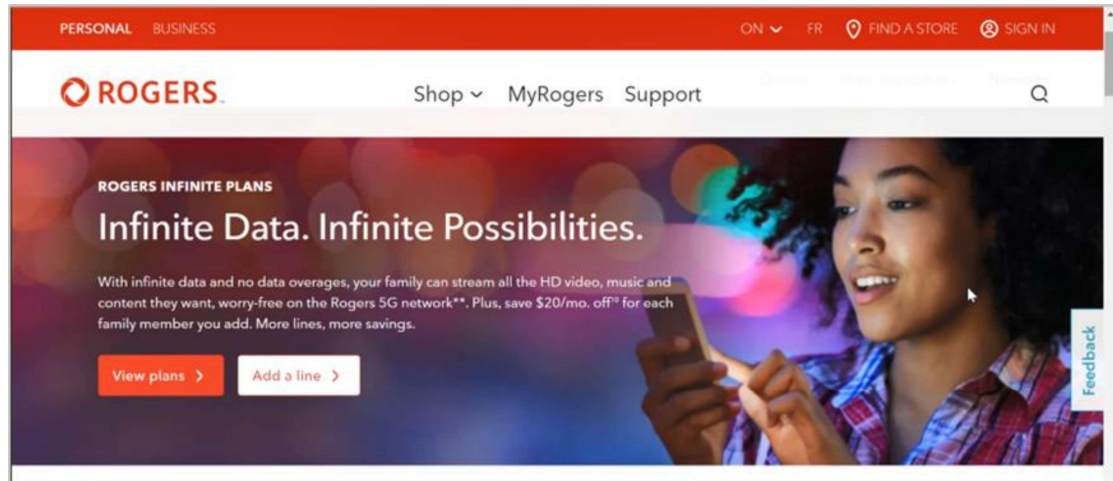 PERSONAL BUSINESS ON FR FIND A STORE SIGN IN
ROGERS Shop MyRogers Support
ROGERS INFINITE PLANS
Infinite Data. Infinite Possibilities.
With infinite data and no data overages, your family can stream all the HD video, music and
content they want, worry-free on the Rogers 5G network**. Plus, save $20/mo. off for each
family member you add. More lines, more savings.
View plans Add a line
Feedback